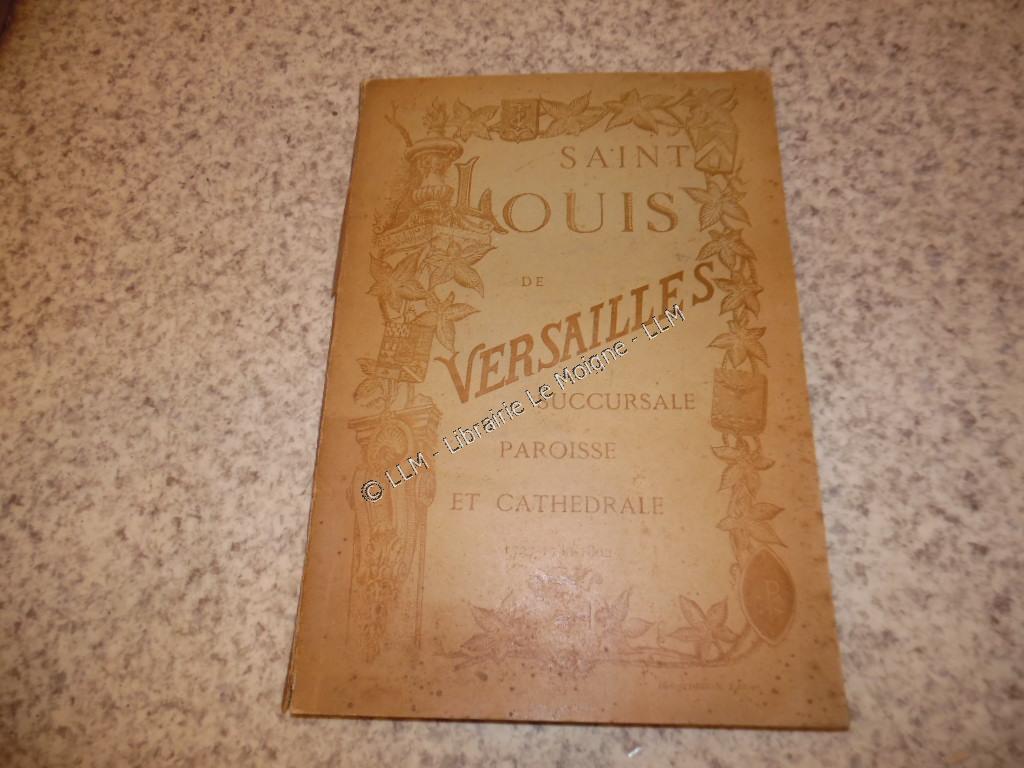 SAINT
LOUIS
DE
VERSAILLES
SUCCURSALE
PAROISSE
ET CATHEDRALE
© LLM - Librairie Le Moigne - LLM